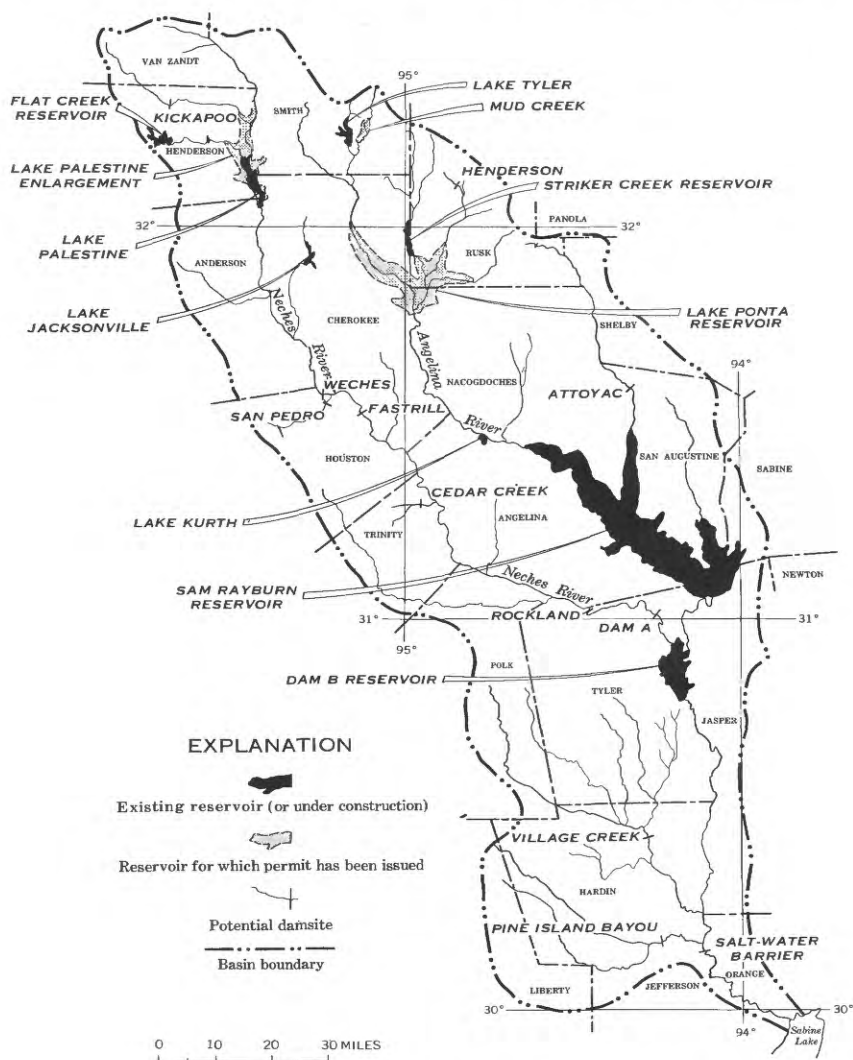 VAN ZANDT
95°
LAKE TYLER
MUD CREEK
FLAT CREEK
RESERVOIR
KICKAPOO
SMITH
HENDERSON
LAKE PALESTINE
ENLARGEMENT
HENDERSON
STRIKER CREEK RESERVOIR
32°
PANOLA
32°
LAKE
PALESTINE
ANDERSON
RUSK
LAKE
JACKSONVILLE
Neches
River
CHEROKEE
LAKE PONTA
RESERVOIR
SHELBY
Angelina
River
94°
NACOGDOCHES
WECHES
ATTOYAC
SAN PEDRO
FASTRILL
HOUSTON
SAN AUGUSTINE
SABINE
CEDAR CREEK
LAKE KURTH
TRINITY
ANGELINA
SAM RAYBURN
RESERVOIR
Neches River
NEWTON
31°
95°
ROCKLAND
DAM A
31°
POLK
DAM B RESERVOIR
TYLER
JASPER
EXPLANATION
Existing reservoir (or under construction)
Reservoir for which permit has been issued
Potential damsite
Basin boundary
VILLAGE CREEK
HARDIN
PINE ISLAND BAYOU
SALT-WATER
BARRIER
ORANGE
LIBERTY
JEFFERSON
30°
94°
30°
Sabine
Lake
0 10 20 30 MILES